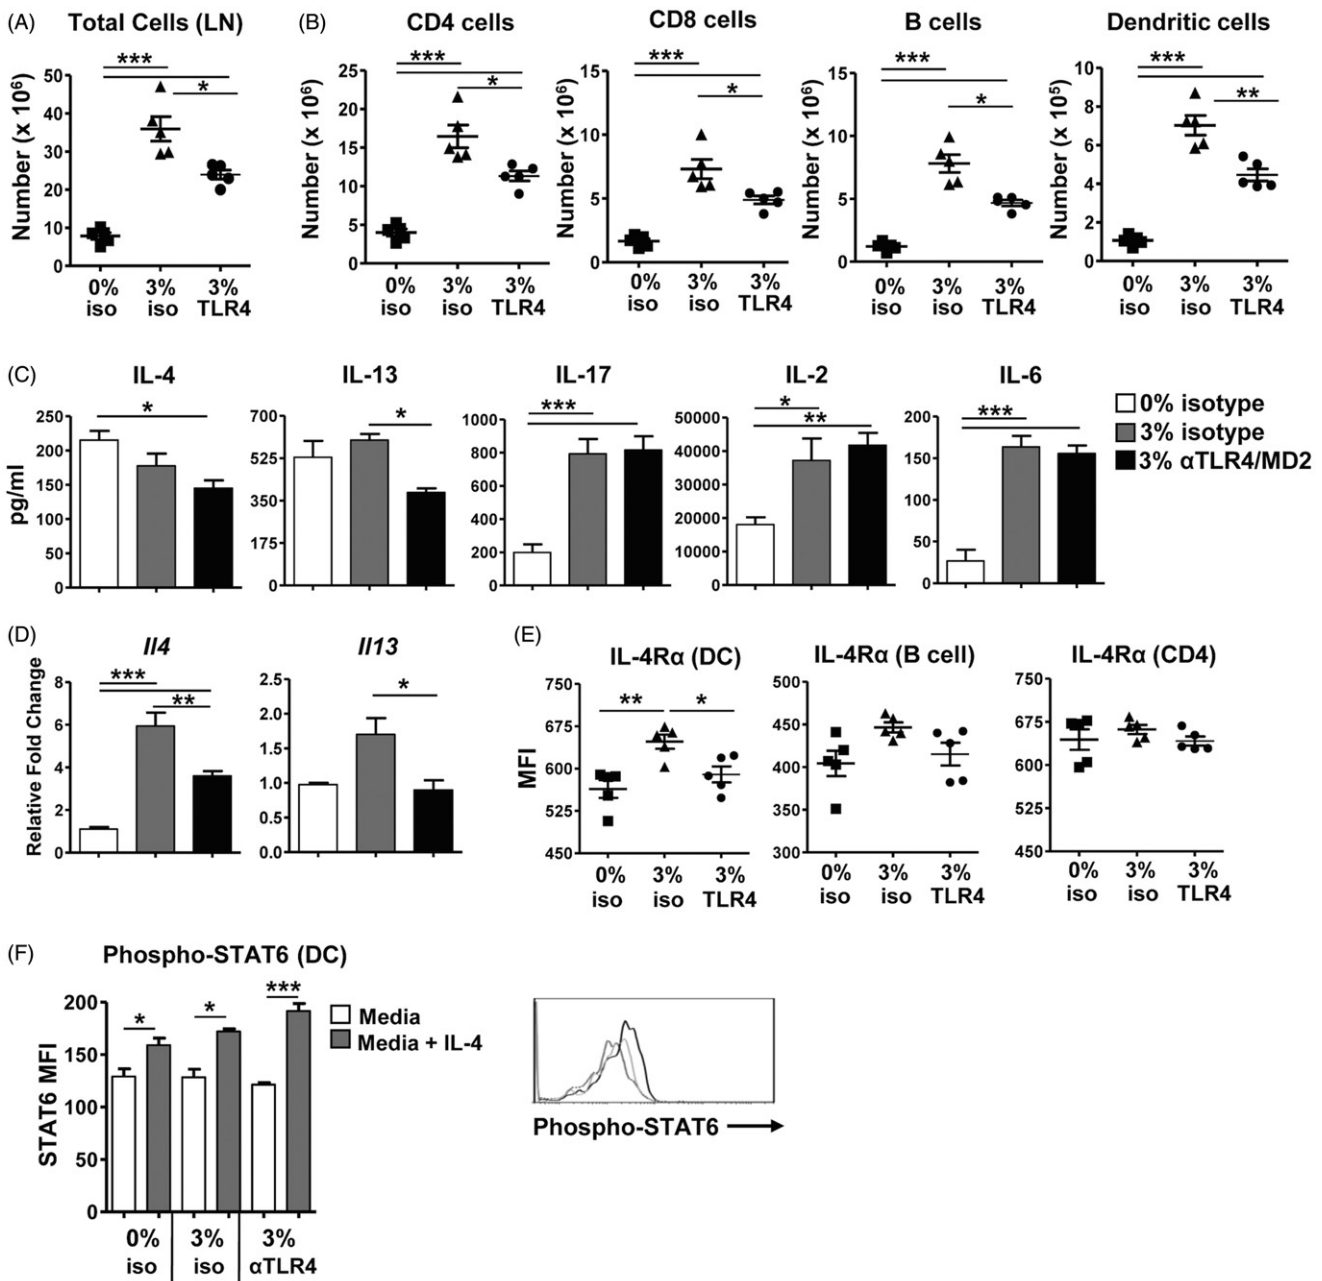 (A) Total Cells (LN)
Number (x 10⁶)
50
40
30
20
10
0
***
*
0% iso
3% iso
3% TLR4
(B) CD4 cells
Number (x 10⁶)
25
20
15
10
5
0
***
*
0% iso
3% iso
3% TLR4
CD8 cells
Number (x 10⁶)
15
10
5
0
***
*
0% iso
3% iso
3% TLR4
B cells
Number (x 10⁶)
15
10
5
0
***
*
0% iso
3% iso
3% TLR4
Dendritic cells
Number (x 10⁵)
10
8
6
4
2
0
***
**
0% iso
3% iso
3% TLR4
(C) IL-4
pg/ml
250
200
150
100
50
0
*
IL-13
700
525
350
175
0
*
IL-17
1000
800
600
400
200
0
***
IL-2
50000
40000
30000
20000
10000
0
*
**
IL-6
200
150
100
50
0
***
0% isotype
3% isotype
3% αTLR4/MD2
(D) Il4
Relative Fold Change
8
6
4
2
0
***
**
Il13
2.5
2.0
1.5
1.0
0.5
0.0
*
(E) IL-4Rα (DC)
MFI
750
675
600
525
450
**
*
0% iso
3% iso
3% TLR4
IL-4Rα (B cell)
500
450
400
350
300
0% iso
3% iso
3% TLR4
IL-4Rα (CD4)
750
675
600
525
450
0% iso
3% iso
3% TLR4
(F) Phospho-STAT6 (DC)
STAT6 MFI
200
150
100
50
0
*
*
***
Media
Media + IL-4
0% iso
3% iso
3% αTLR4
Phospho-STAT6